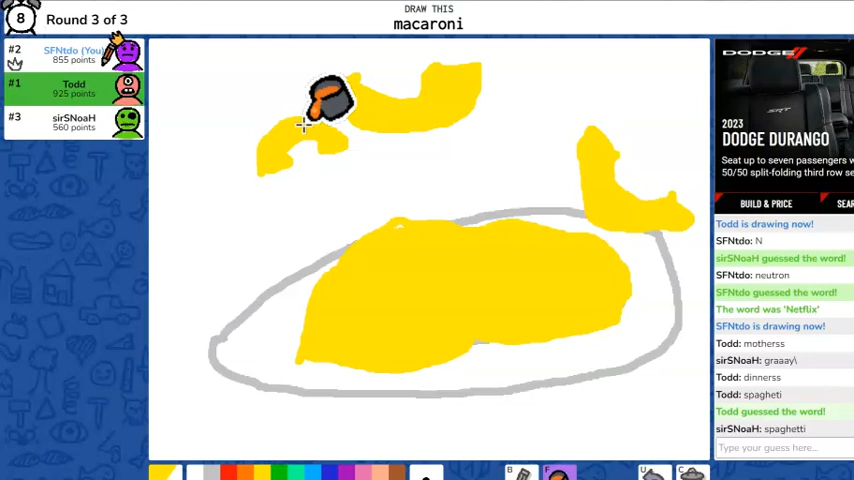 8
Round 3 of 3
DRAW THIS
macaroni
#2
SFNtdo (You)
855 points
#1
Todd
925 points
#3
sirSNoaH
560 points
DODGE
SRT
2023
DODGE DURANGO
Seat up to seven passengers w
50/50 split-folding third row se
BUILD & PRICE
SEAR
Todd is drawing now!
SFNtdo: N
sirSNoaH guessed the word!
SFNtdo: neutron
SFNtdo guessed the word!
The word was 'Netflix'
SFNtdo is drawing now!
Todd: motherss
sirSNoaH: graaay\
Todd: dinnerss
Todd: spagheti
Todd guessed the word!
sirSNoaH: spaghetti
Type your guess here...
B
F
U
C